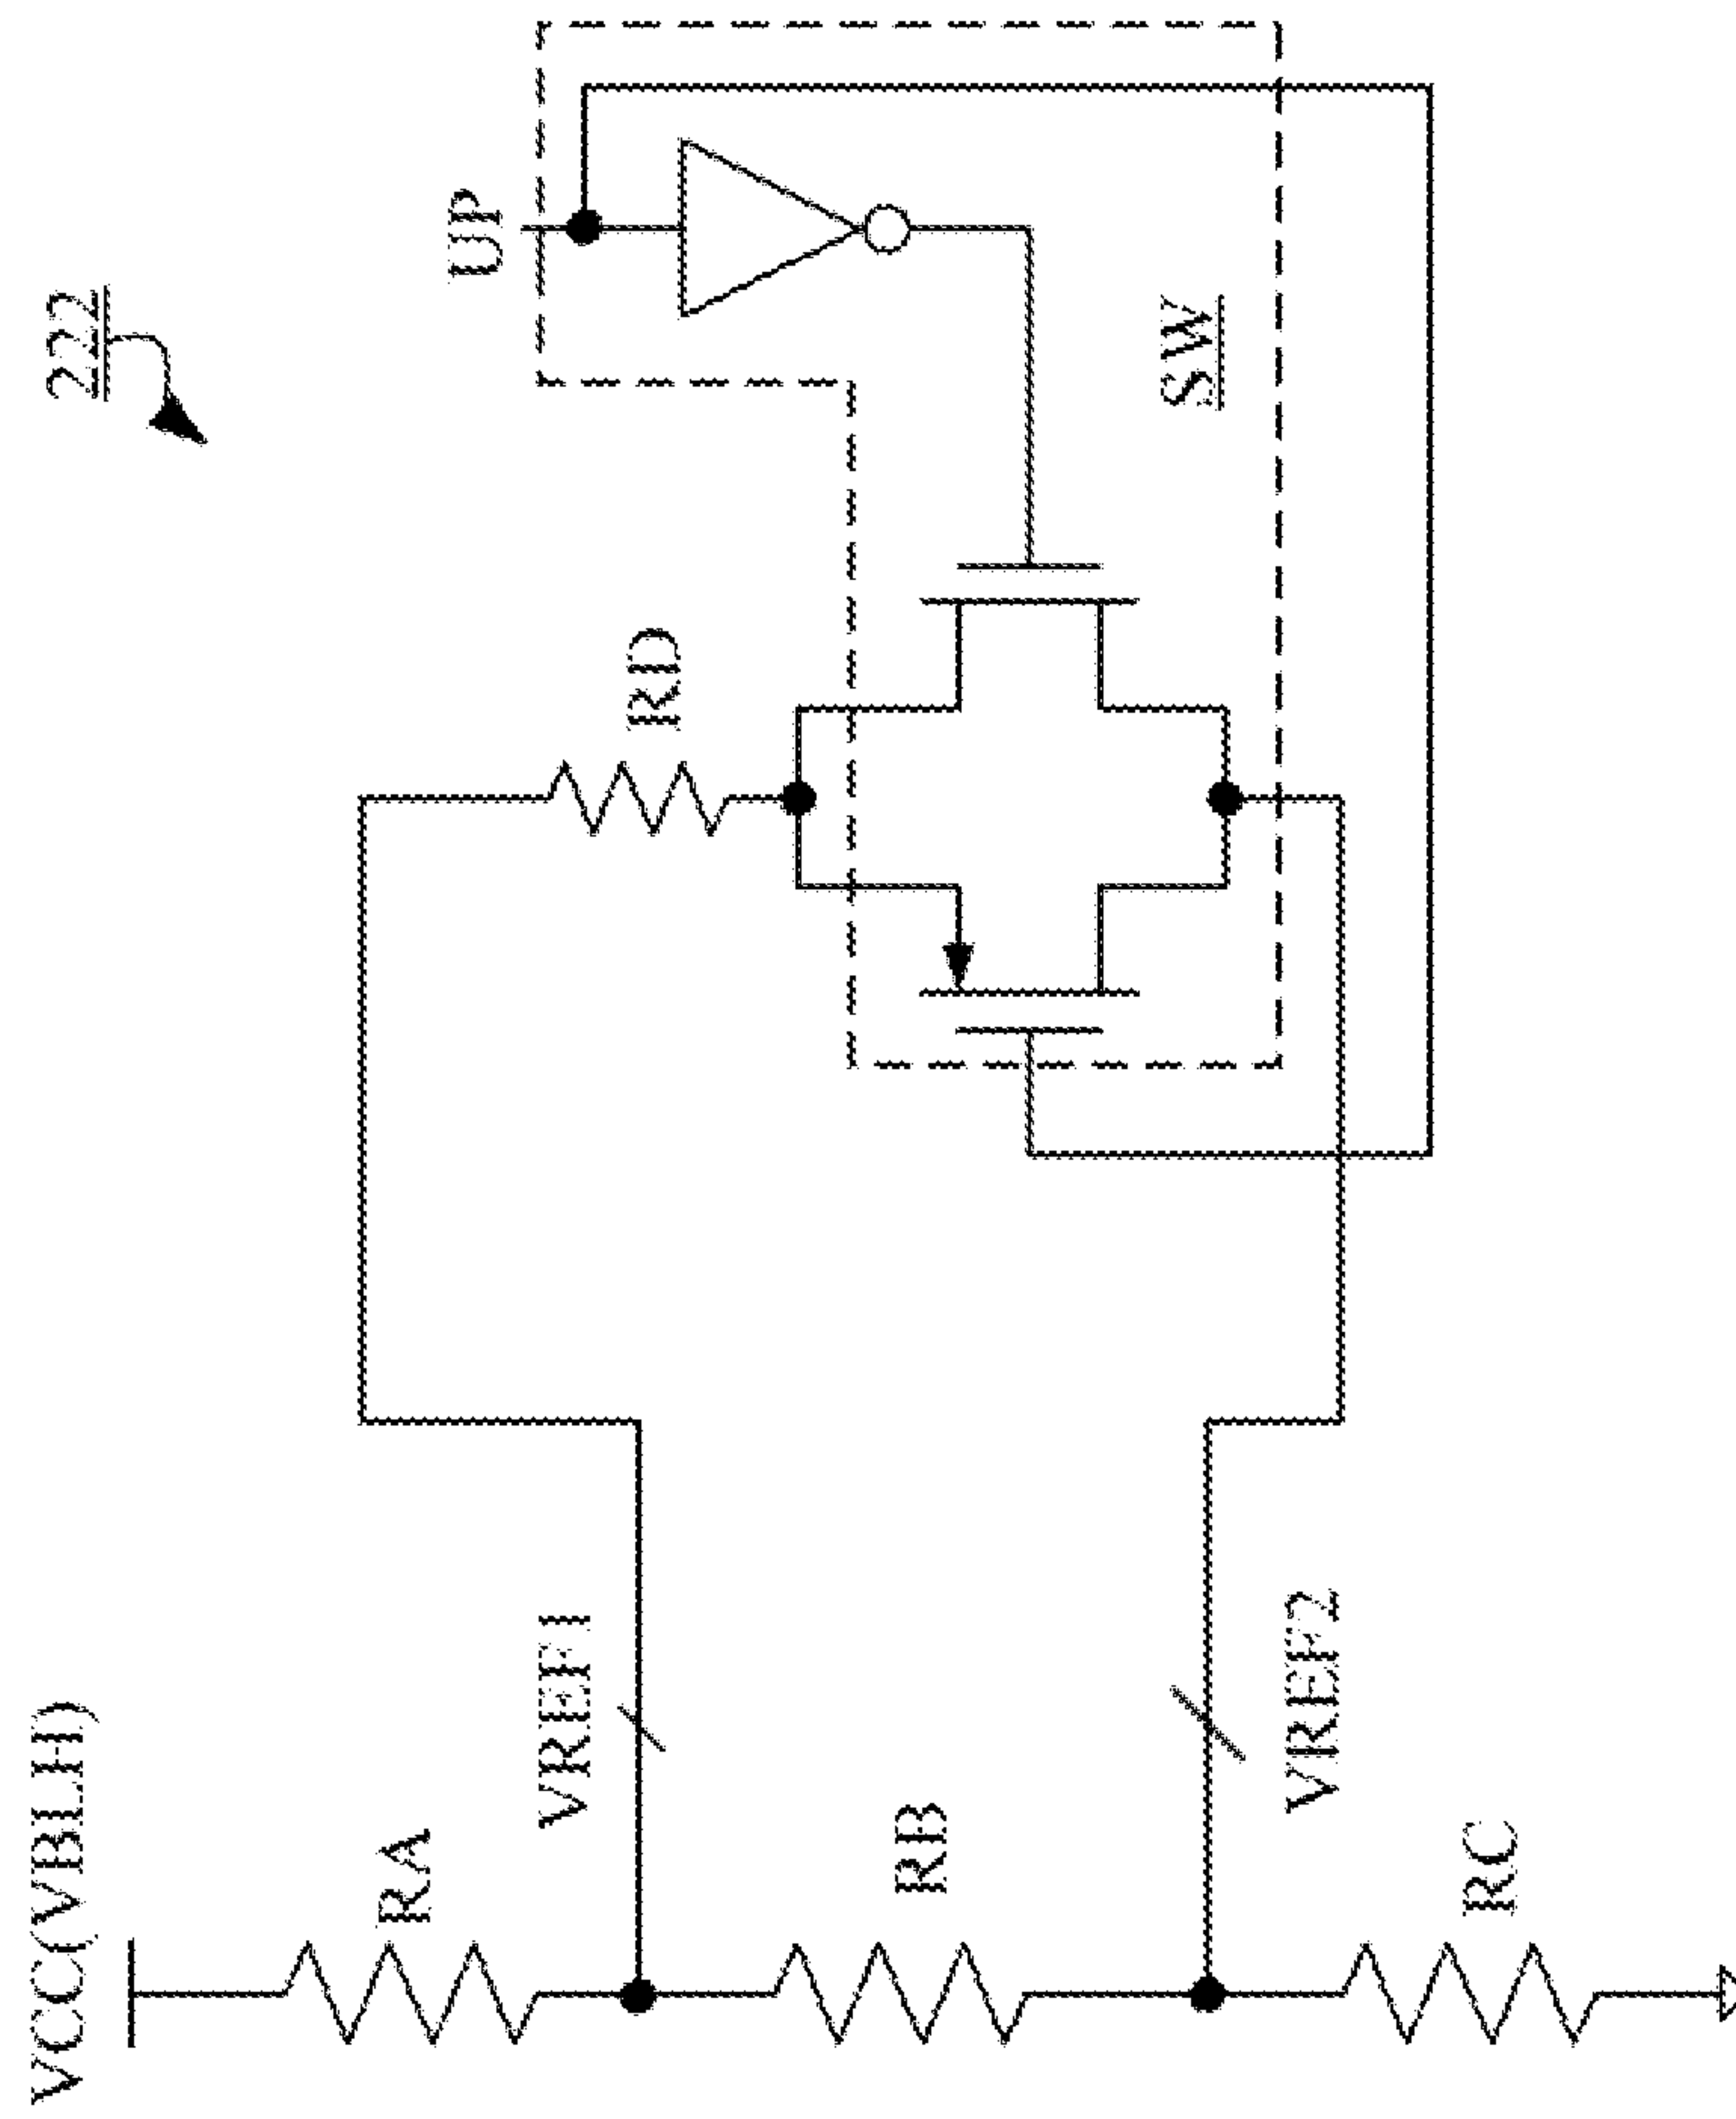 222
VCC(VBLH)
RA
VREF1
RB
VREF2
RC
RD
UP
SW